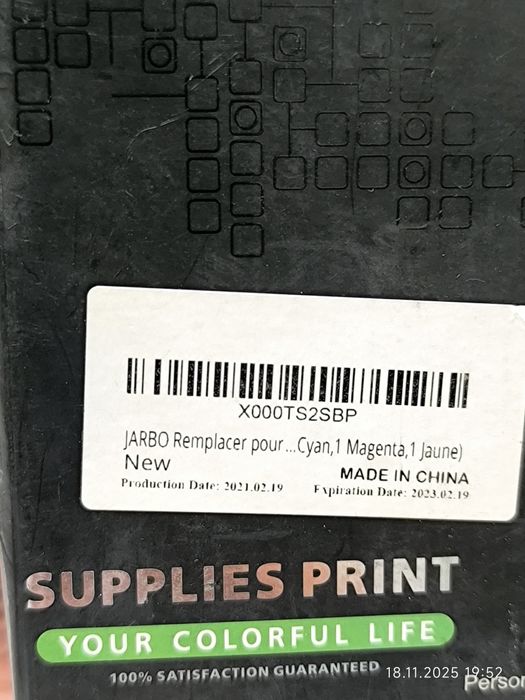 X000TS2SBP
JARBO Remplacer pour...Cyan,1 Magenta,1 Jaune)
New
MADE IN CHINA
Production Date: 2021.02.19 Expiration Date: 2023.02.19
SUPPLIES PRINT
YOUR COLORFUL LIFE
100% SATISFACTION GUARANTEED
18.11.2025 19:52